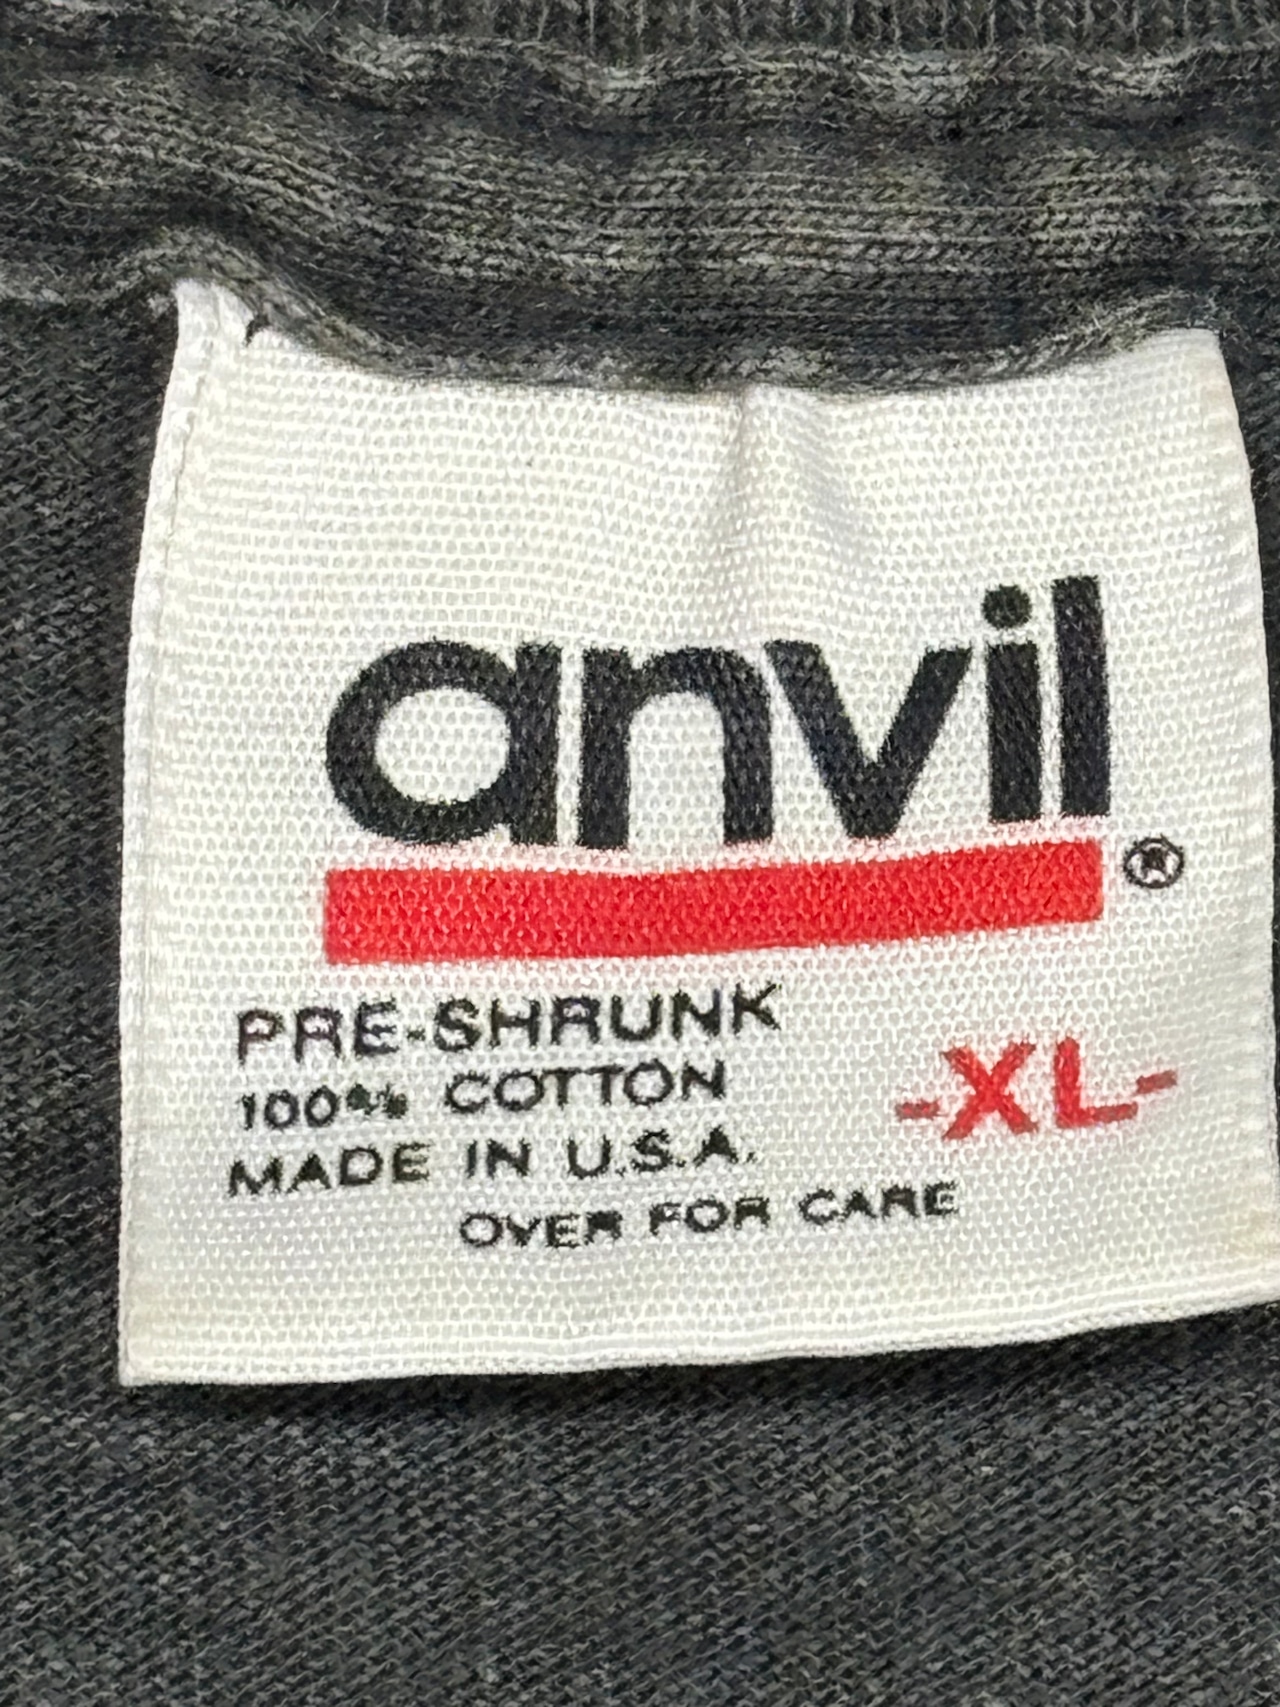 anvil®
PRE-SHRUNK
100% COTTON
-XL-
MADE IN U.S.A.
OVER FOR CARE